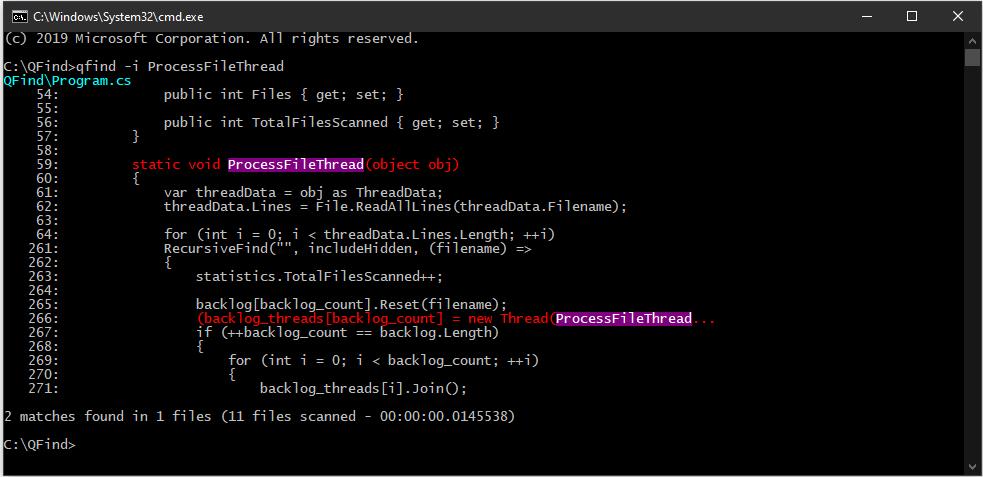 C:\Windows\System32\cmd.exe
(c) 2019 Microsoft Corporation. All rights reserved.
C:\QFind>qfind -i ProcessFileThread
QFind\Program.cs
54:             public int Files { get; set; }
55:
56:             public int TotalFilesScanned { get; set; }
57:         }
58:
59:         static void ProcessFileThread(object obj)
60:         {
61:             var threadData = obj as ThreadData;
62:             threadData.Lines = File.ReadAllLines(threadData.Filename);
63:
64:             for (int i = 0; i < threadData.Lines.Length; ++i)
261:             RecursiveFind("", includeHidden, (filename) =>
262:             {
263:                 statistics.TotalFilesScanned++;
264:
265:                 backlog[backlog_count].Reset(filename);
266:                 (backlog_threads[backlog_count] = new Thread(ProcessFileThread...
267:                 if (++backlog_count == backlog.Length)
268:                 {
269:                     for (int i = 0; i < backlog_count; ++i)
270:                     {
271:                         backlog_threads[i].Join();
2 matches found in 1 files (11 files scanned - 00:00:00.0145538)
C:\QFind>